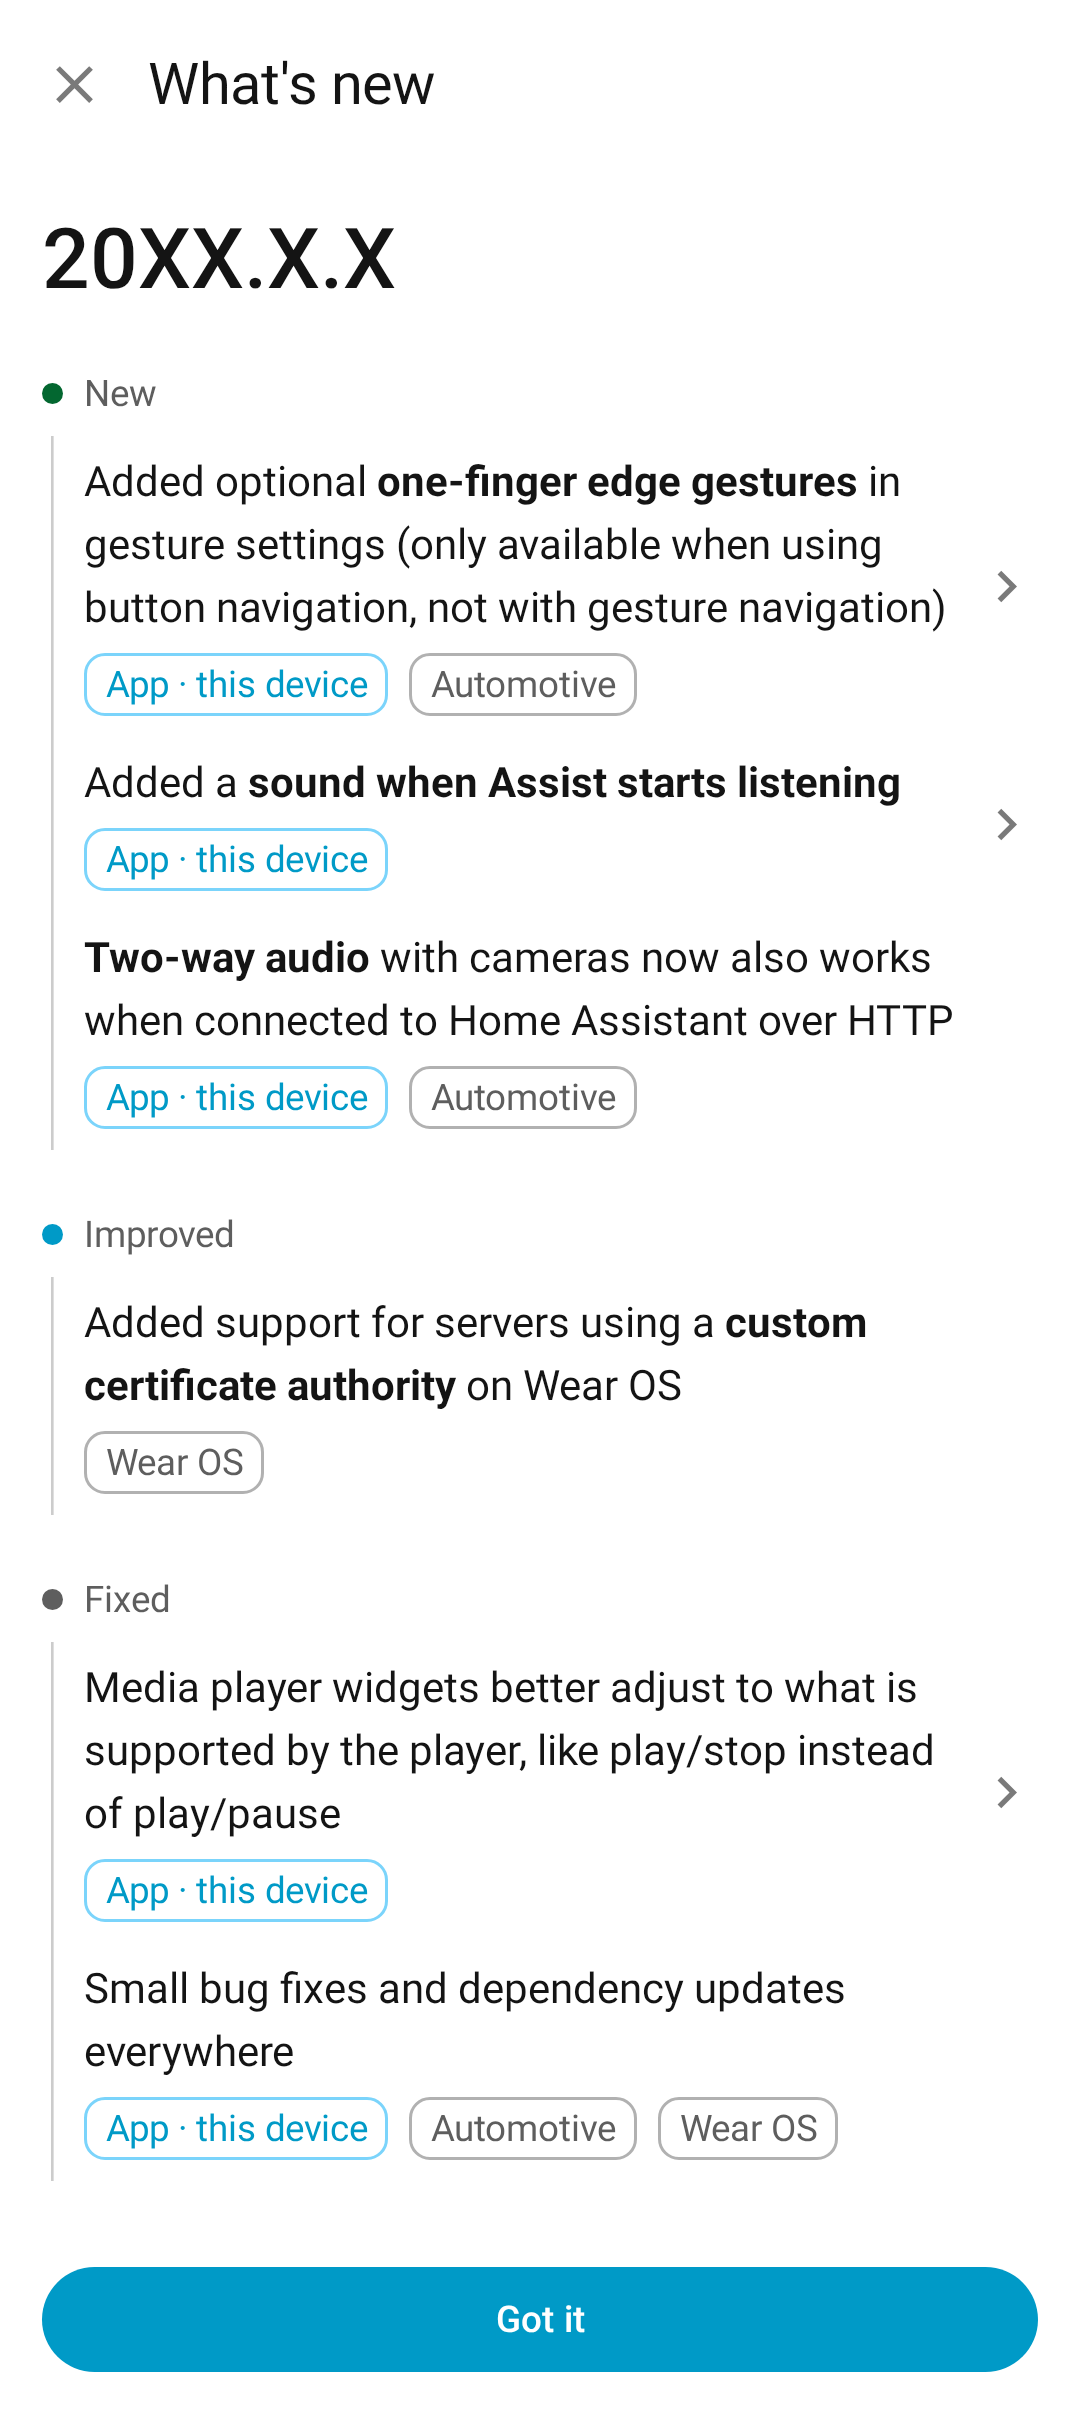 What's new
20XX.X.X
New
Added optional one-finger edge gestures in
gesture settings (only available when using
button navigation, not with gesture navigation)
App · this device Automotive
Added a sound when Assist starts listening
App · this device
Two-way audio with cameras now also works
when connected to Home Assistant over HTTP
App · this device Automotive
Improved
Added support for servers using a custom
certificate authority on Wear OS
Wear OS
Fixed
Media player widgets better adjust to what is
supported by the player, like play/stop instead
of play/pause
App · this device
Small bug fixes and dependency updates
everywhere
App · this device Automotive Wear OS
Got it